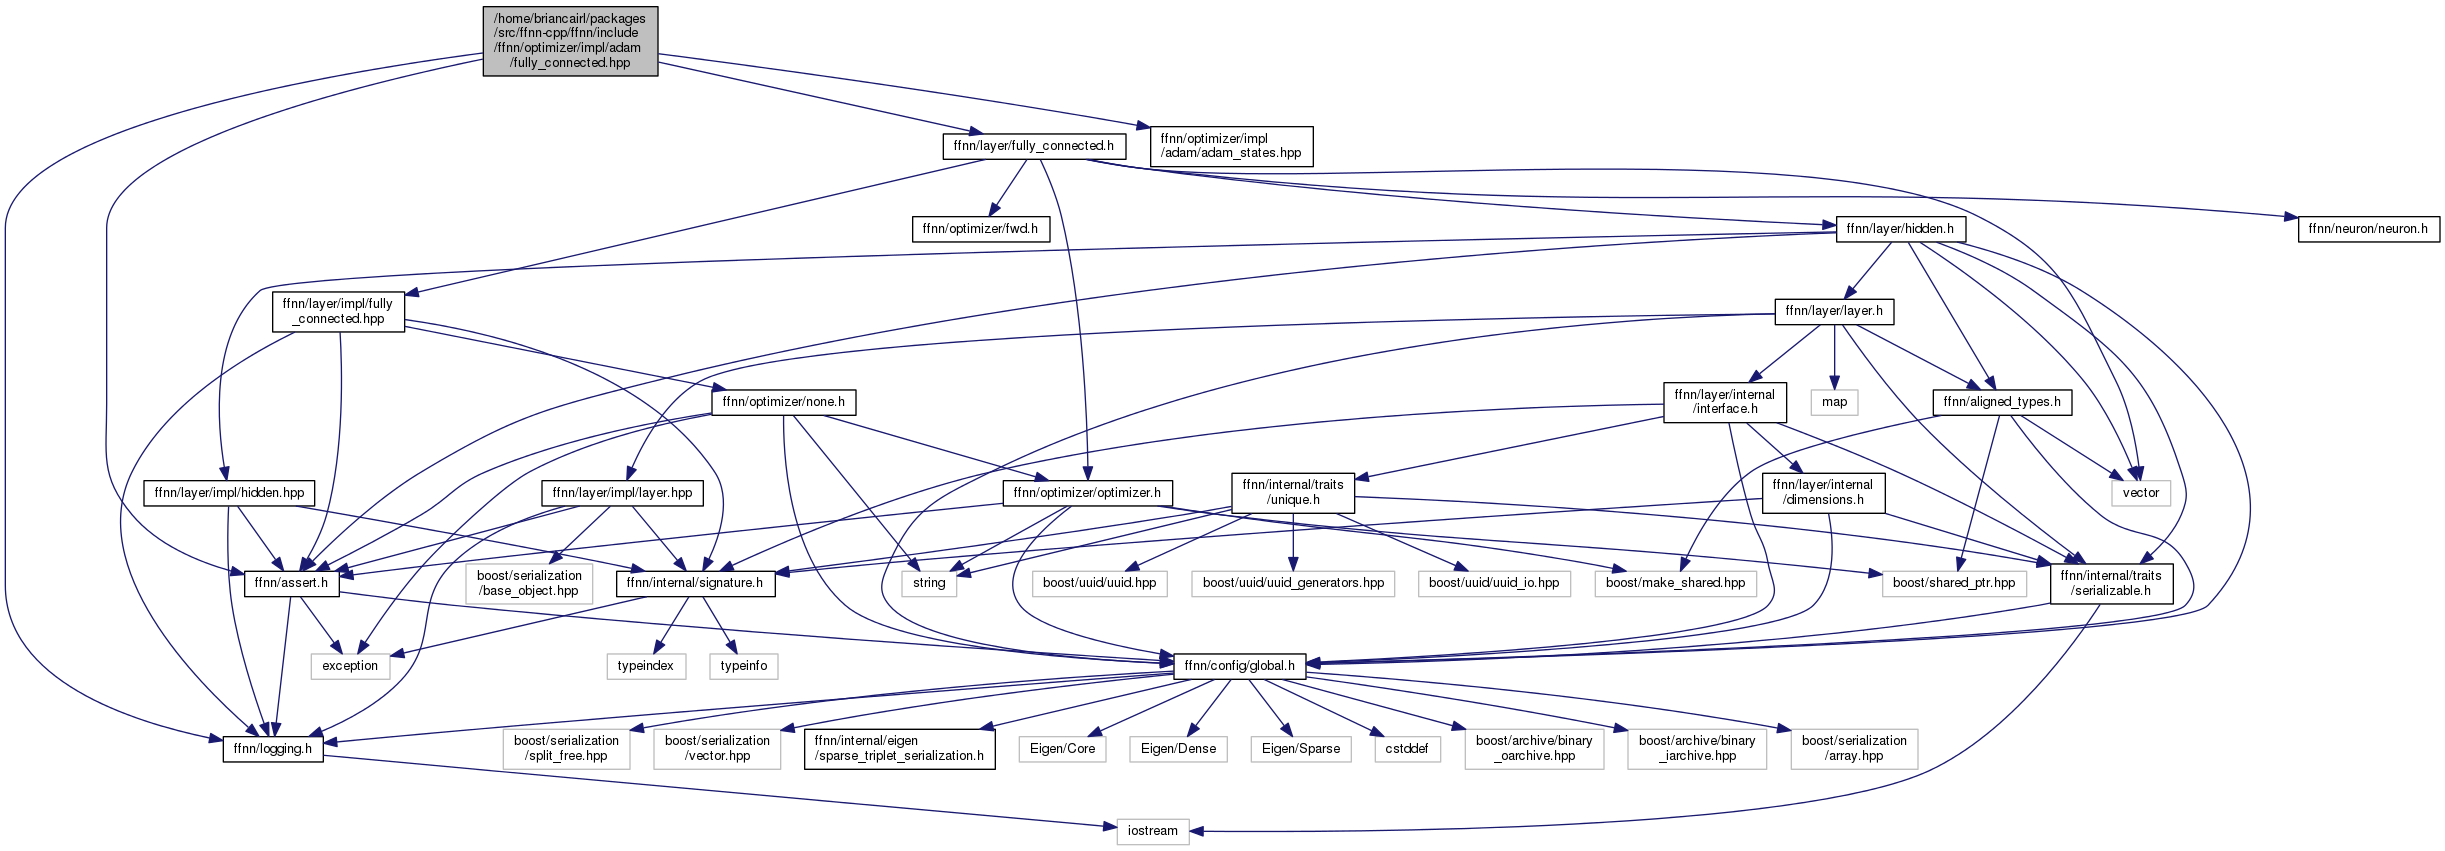 /home/briancairl/packages
/src/ffnn-cpp/ffnn/include
/ffnn/optimizer/impl/adam
/fully_connected.hpp
ffnn/layer/fully_connected.h
ffnn/optimizer/impl
/adam/adam_states.hpp
ffnn/optimizer/fwd.h
ffnn/layer/hidden.h
ffnn/neuron/neuron.h
ffnn/layer/impl/fully
_connected.hpp
ffnn/layer/layer.h
ffnn/optimizer/none.h
ffnn/layer/internal
/interface.h
map
ffnn/aligned_types.h
ffnn/layer/impl/hidden.hpp
ffnn/layer/impl/layer.hpp
ffnn/optimizer/optimizer.h
ffnn/internal/traits
/unique.h
ffnn/layer/internal
/dimensions.h
vector
ffnn/assert.h
boost/serialization
/base_object.hpp
ffnn/internal/signature.h
string
boost/uuid/uuid.hpp
boost/uuid/uuid_generators.hpp
boost/uuid/uuid_io.hpp
boost/make_shared.hpp
boost/shared_ptr.hpp
ffnn/internal/traits
/serializable.h
exception
typeindex
typeinfo
ffnn/config/global.h
ffnn/logging.h
boost/serialization
/split_free.hpp
boost/serialization
/vector.hpp
ffnn/internal/eigen
/sparse_triplet_serialization.h
Eigen/Core
Eigen/Dense
Eigen/Sparse
cstddef
boost/archive/binary
_oarchive.hpp
boost/archive/binary
_iarchive.hpp
boost/serialization
/array.hpp
iostream